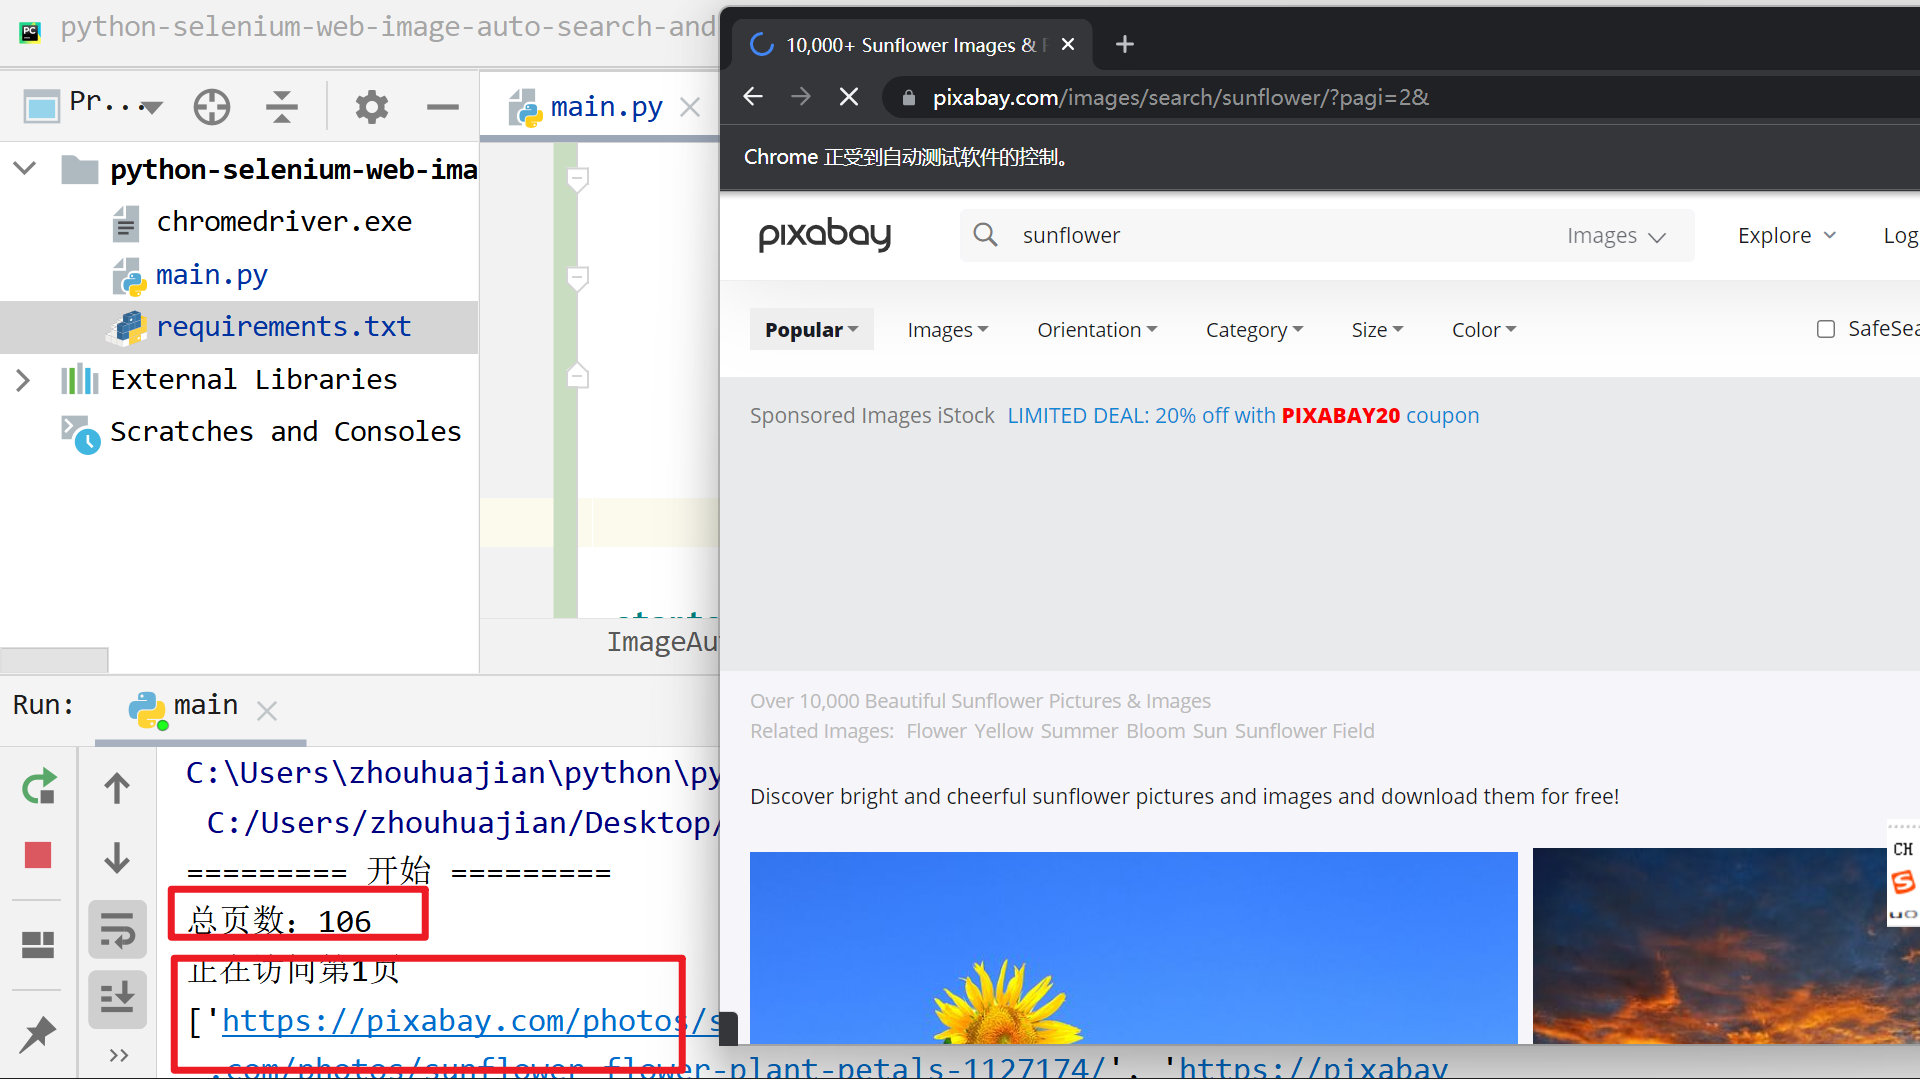 python-selenium-web-image-auto-search-and
Pr...
main.py
python-selenium-web-ima
chromedriver.exe
main.py
requirements.txt
External Libraries
Scratches and Consoles
ImageAu
Run:
main
C:\Users\zhouhuajian\python\py
C:/Users/zhouhuajian/Desktop/
========= 开始 =========
总页数：106
正在访问第1页
['https://pixabay.com/photos/s
.com/photos/sunflower-flower-plant-petals-1127174/', 'https://pixabay
10,000+ Sunflower Images &
pixabay.com/images/search/sunflower/?pagi=2&
Chrome 正受到自动测试软件的控制。
pixabay
sunflower
Images
Explore
Log
Popular
Images
Orientation
Category
Size
Color
SafeSea
Sponsored Images iStock LIMITED DEAL: 20% off with PIXABAY20 coupon
Over 10,000 Beautiful Sunflower Pictures & Images
Related Images: Flower Yellow Summer Bloom Sun Sunflower Field
Discover bright and cheerful sunflower pictures and images and download them for free!
CH